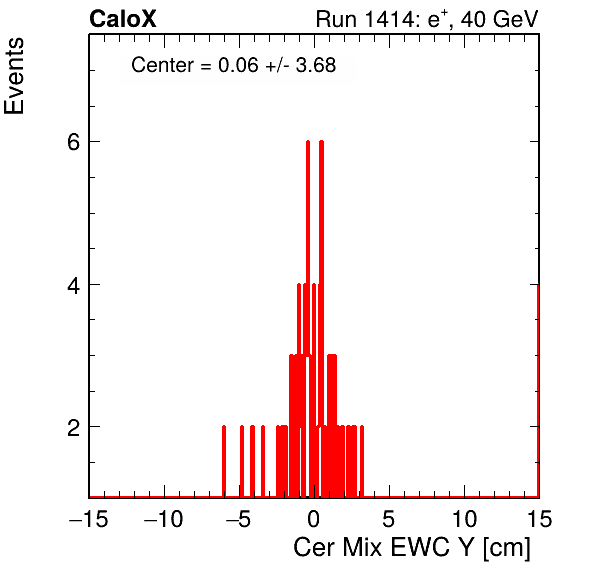 CaloX Run 1414: e⁺, 40 GeV
Center = 0.06 +/- 3.68
Events
6
4
2
−15 −10 −5 0 5 10 15
Cer Mix EWC Y [cm]